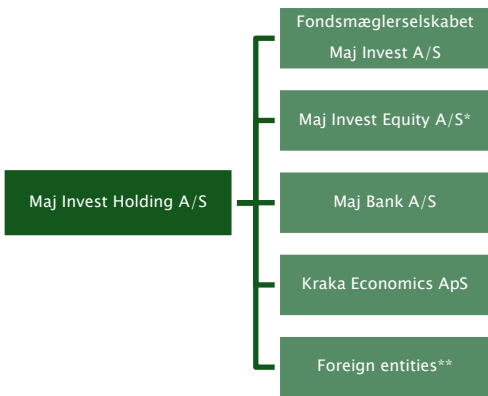 Fondsmæglerselskabet
Maj Invest A/S
Maj Invest Equity A/S*
Maj Invest Holding A/S
Maj Bank A/S
Kraka Economics ApS
Foreign entities**